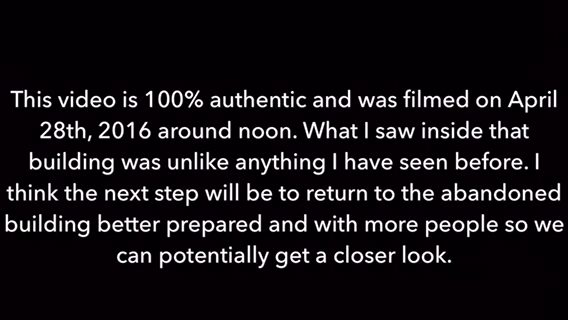 This video is 100% authentic and was filmed on April
28th, 2016 around noon. What I saw inside that
building was unlike anything I have seen before. I
think the next step will be to return to the abandoned
building better prepared and with more people so we
can potentially get a closer look.